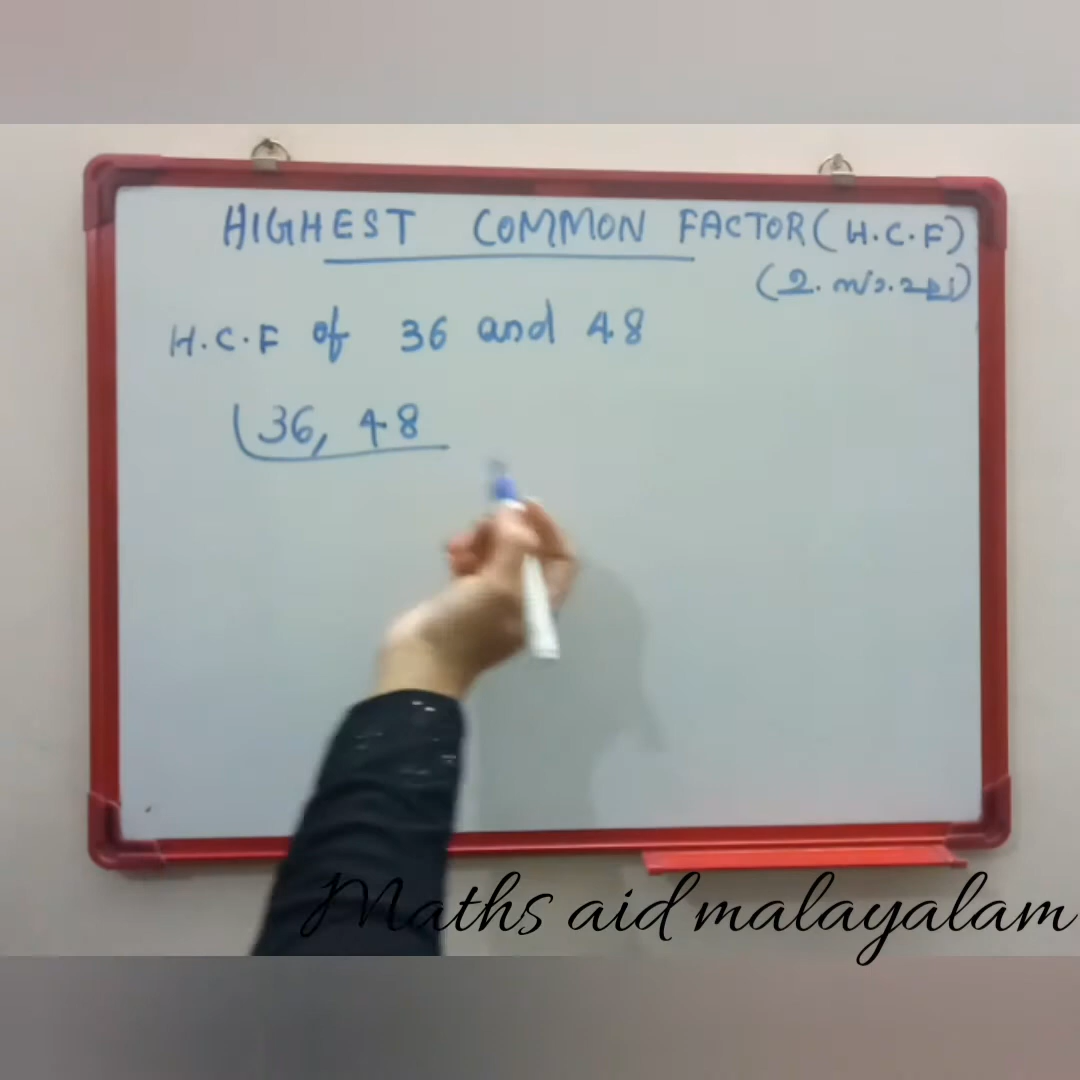 HIGHEST COMMON FACTOR (H.C.F)
H.C.F of 36 and 48
36, 48
Maths aid malayalam